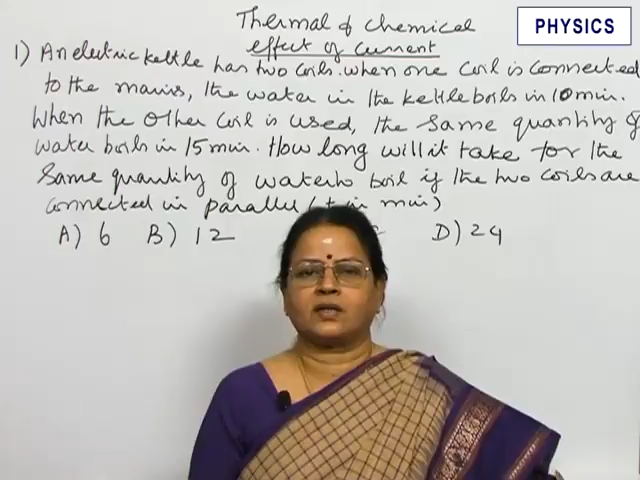 Thermal & Chemical
effect of current
PHYSICS
1) An electric kettle has two coils. when one coil is connected
to the mains, the water in the kettle boils in 10 min.
When the other coil is used, the same quantity of
water boils in 15 min. How long will it take for the
same quantity of water to boil if the two coils are
connected in parallel (t in min)
A) 6 B) 12 D) 24